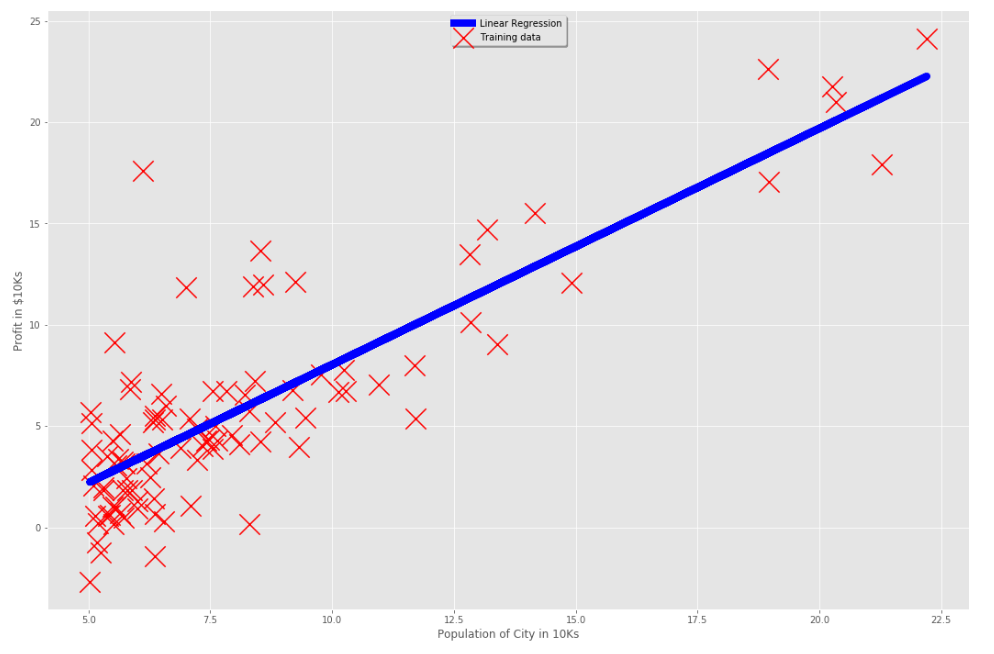 Linear Regression
Training data
25
20
15
10
5
0
Profit in $10Ks
5.0 7.5 10.0 12.5 15.0 17.5 20.0 22.5
Population of City in 10Ks